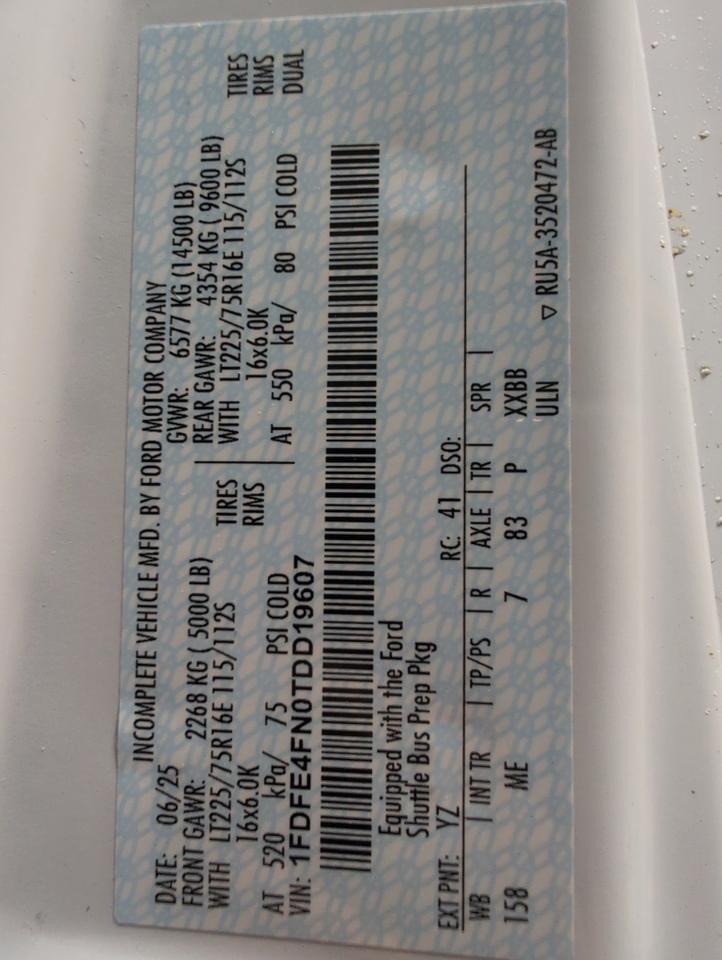 INCOMPLETE VEHICLE MFD. BY FORD MOTOR COMPANY
DATE: 06/25 GVWR: 6577 KG (14500 LB)
FRONT GAWR: 2268 KG ( 5000 LB) REAR GAWR: 4354 KG ( 9600 LB)
WITH LT225/75R16E 115/112S TIRES WITH LT225/75R16E 115/112S TIRES
16x6.0K RIMS 16x6.0K RIMS
AT 520 kPa/ 75 PSI COLD AT 550 kPa/ 80 PSI COLD DUAL
VIN: 1FDFE4FN0TDD19607
Equipped with the Ford
Shuttle Bus Prep Pkg
EXT PNT: YZ RC: 41 DSO:
WB | INT TR | TP/PS | R | AXLE | TR | SPR |
158 ME 7 83 P XXBB
ULN ▽ RU5A-3520472-AB